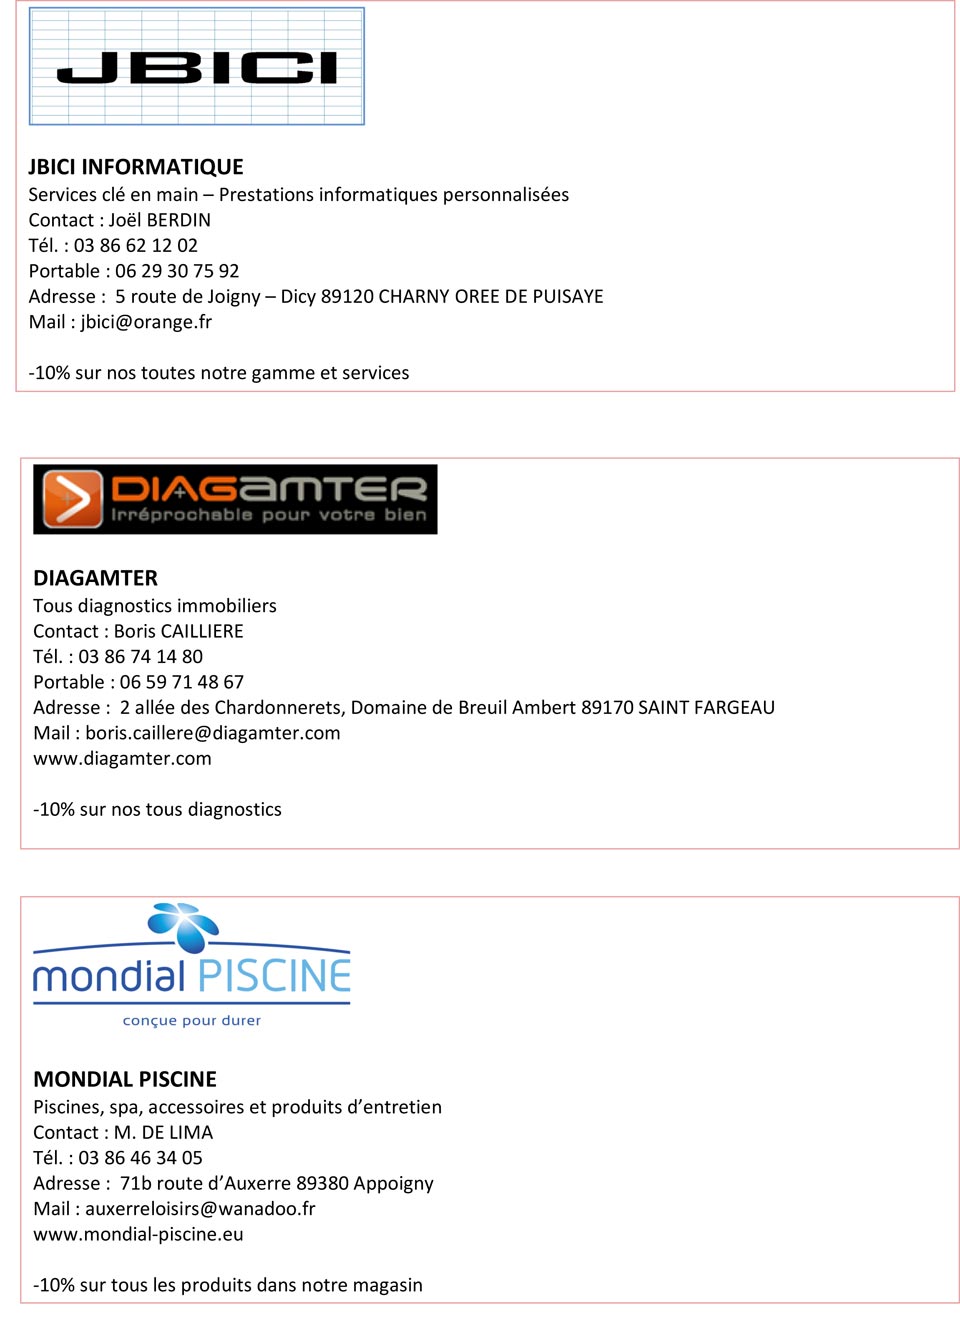 JBICI
JBICI INFORMATIQUE
Services clé en main – Prestations informatiques personnalisées
Contact : Joël BERDIN
Tél. : 03 86 62 12 02
Portable : 06 29 30 75 92
Adresse :  5 route de Joigny – Dicy 89120 CHARNY OREE DE PUISAYE
Mail : jbici@orange.fr
-10% sur nos toutes notre gamme et services
DIAGAMTER
Irréprochable pour votre bien
DIAGAMTER
Tous diagnostics immobiliers
Contact : Boris CAILLIERE
Tél. : 03 86 74 14 80
Portable : 06 59 71 48 67
Adresse :  2 allée des Chardonnerets, Domaine de Breuil Ambert 89170 SAINT FARGEAU
Mail : boris.caillere@diagamter.com
www.diagamter.com
-10% sur nos tous diagnostics
mondial PISCINE
conçue pour durer
MONDIAL PISCINE
Piscines, spa, accessoires et produits d’entretien
Contact : M. DE LIMA
Tél. : 03 86 46 34 05
Adresse :  71b route d’Auxerre 89380 Appoigny
Mail : auxerreloisirs@wanadoo.fr
www.mondial-piscine.eu
-10% sur tous les produits dans notre magasin